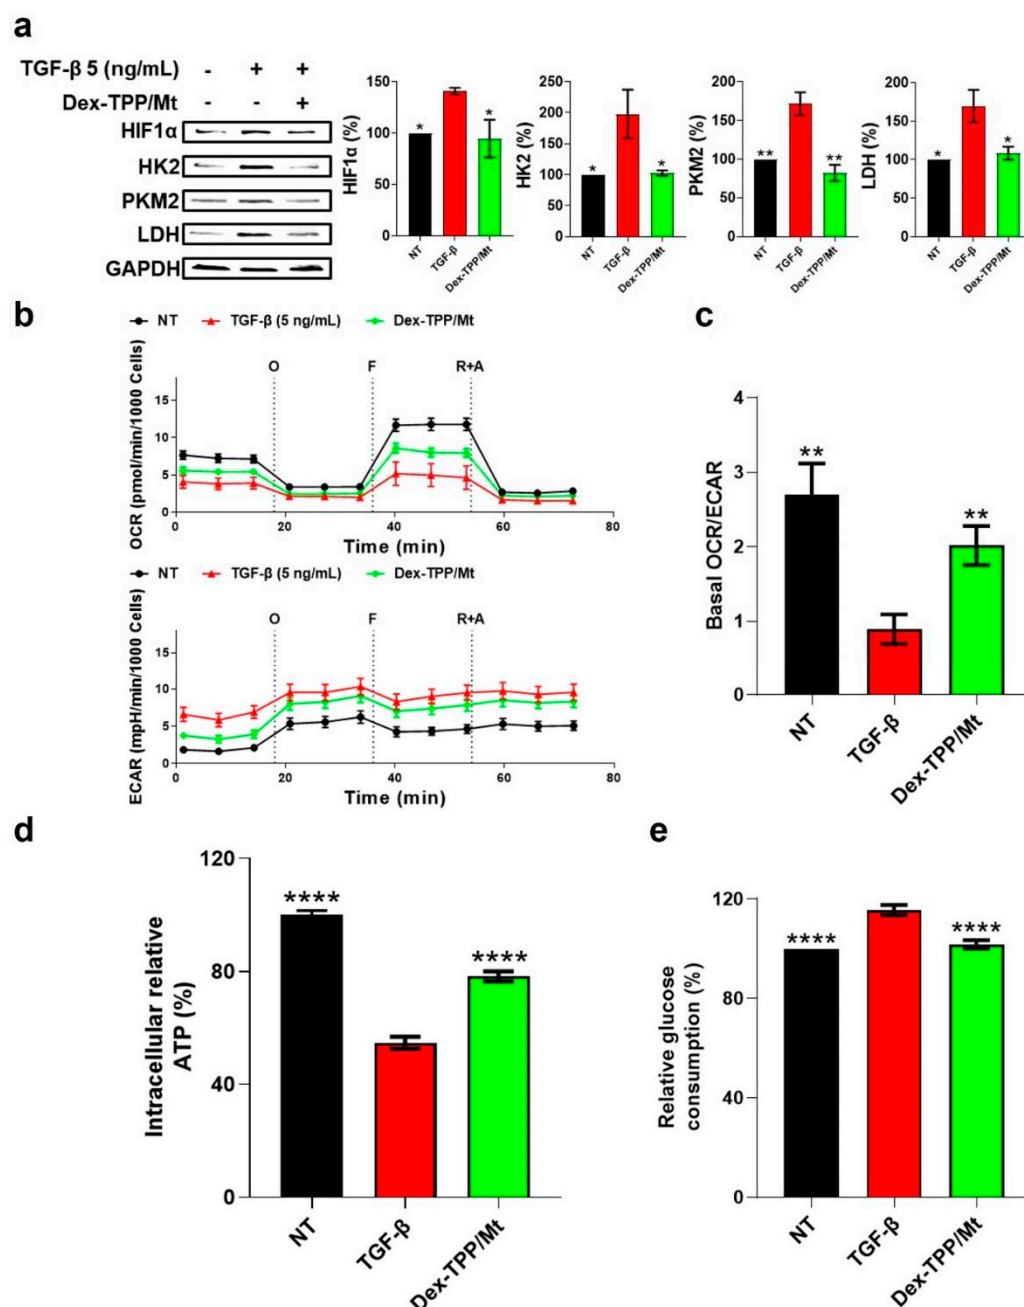 a
TGF-β 5 (ng/mL) - + +
Dex-TPP/Mt - - +
HIF1α
HK2
PKM2
LDH
GAPDH
HIF1α (%)
150
100
50
0
* *
NT TGF-β Dex-TPP/Mt
HK2 (%)
250
200
150
100
50
0
* *
NT TGF-β Dex-TPP/Mt
PKM2 (%)
200
150
100
50
0
** **
NT TGF-β Dex-TPP/Mt
LDH (%)
200
150
100
50
0
* *
NT TGF-β Dex-TPP/Mt
b
NT TGF-β (5 ng/mL) Dex-TPP/Mt
O F R+A
OCR (pmol/min/1000 Cells)
15
10
5
0
0 20 40 60 80
Time (min)
NT TGF-β (5 ng/mL) Dex-TPP/Mt
O F R+A
ECAR (mpH/min/1000 Cells)
15
10
5
0
0 20 40 60 80
Time (min)
c
Basal OCR/ECAR
4
3
2
1
0
** **
NT TGF-β Dex-TPP/Mt
d
Intracellular relative
ATP (%)
120
80
40
0
**** ****
NT TGF-β Dex-TPP/Mt
e
Relative glucose
consumption (%)
120
80
40
0
**** ****
NT TGF-β Dex-TPP/Mt